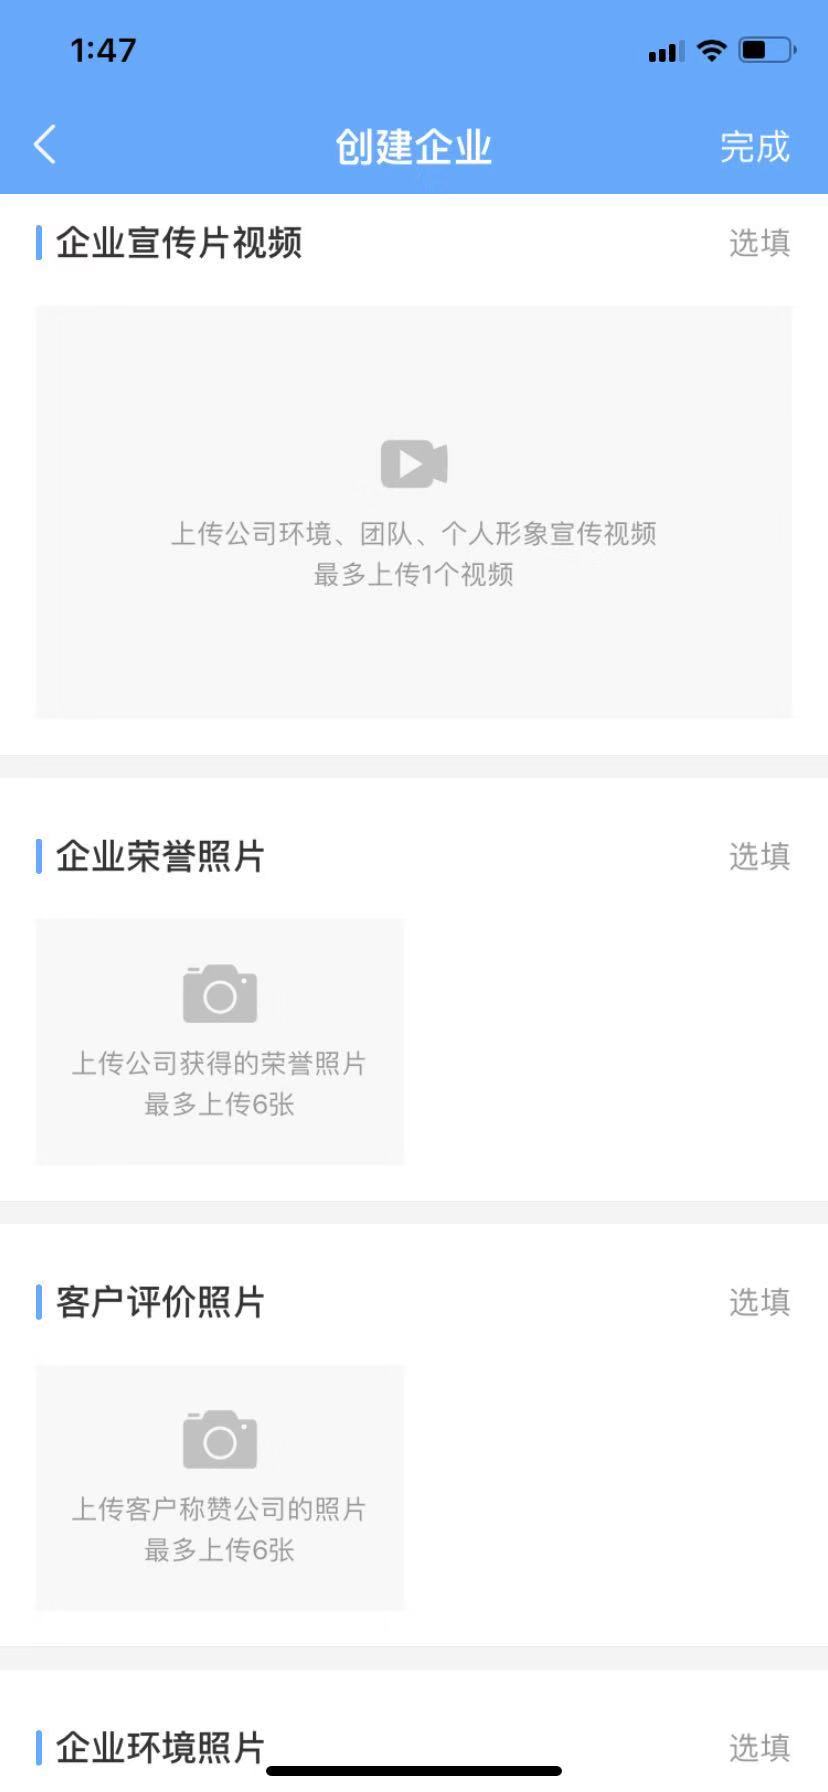 1:47
创建企业
完成
企业宣传片视频
选填
上传公司环境、团队、个人形象宣传视频
最多上传1个视频
企业荣誉照片
选填
上传公司获得的荣誉照片
最多上传6张
客户评价照片
选填
上传客户称赞公司的照片
最多上传6张
企业环境照片
选填